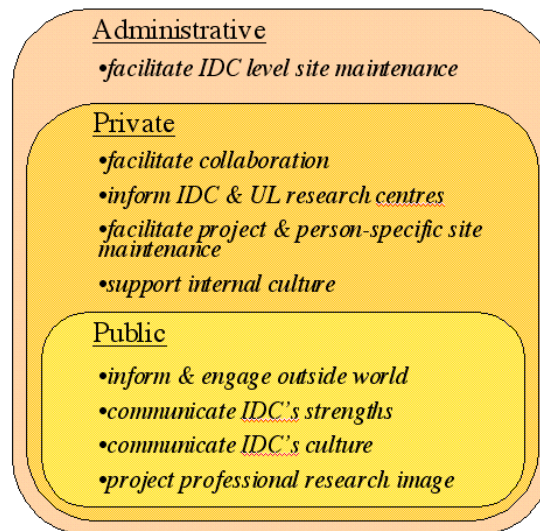 Administrative
•facilitate IDC level site maintenance
Private
•facilitate collaboration
•inform IDC & UL research centres
•facilitate project & person-specific site
maintenance
•support internal culture
Public
•inform & engage outside world
•communicate IDC's strengths
•communicate IDC's culture
•project professional research image